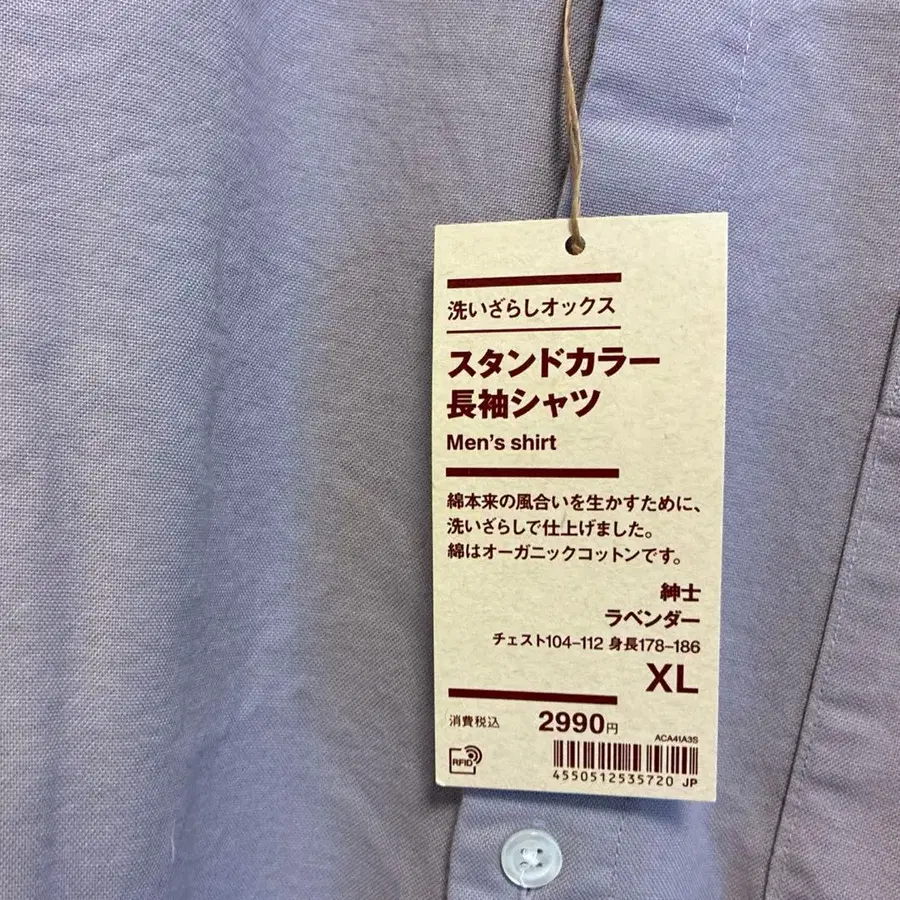 洗いざらしオックス
スタンドカラー
長袖シャツ
Men's shirt
綿本来の風合いを生かすために、
洗いざらしで仕上げました。
綿はオーガニックコットンです。
紳士
ラベンダー
チェスト104–112 身長178–186
XL
消費税込 2990円
ACA41A3S
RFID
4550512535720 JP